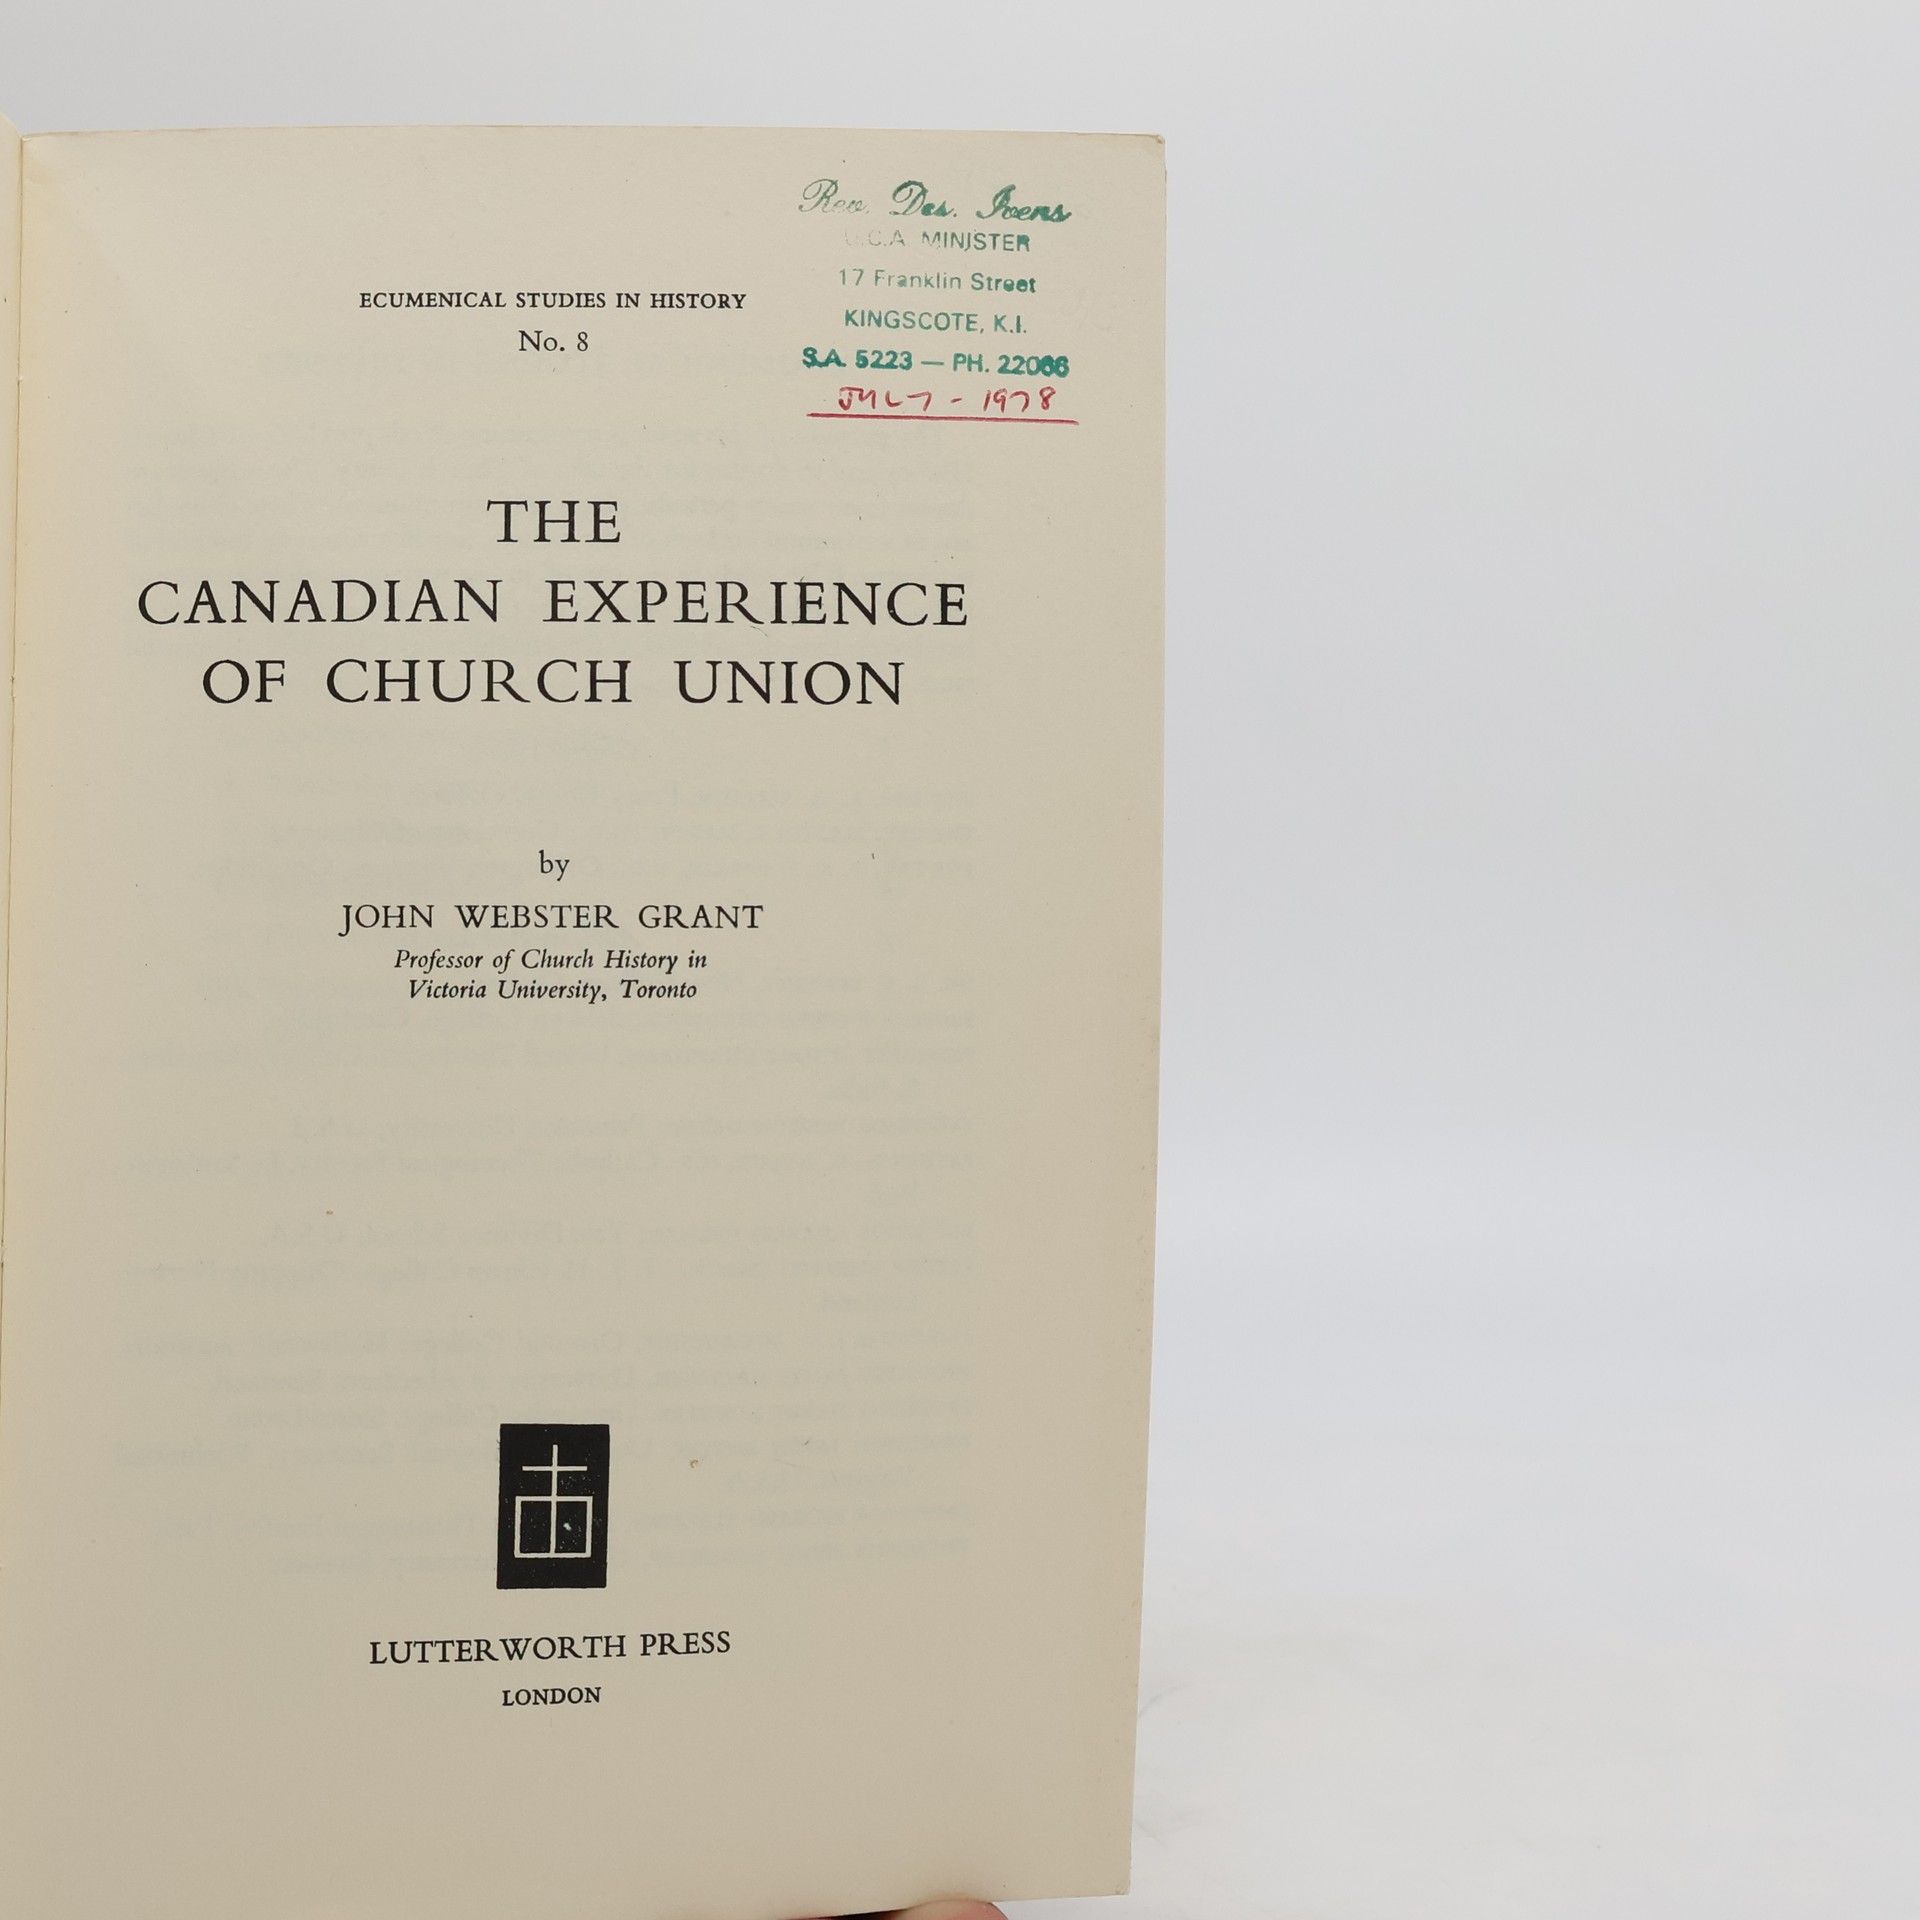 Rev. Des. Ivens
U.C.A. MINISTER
17 Franklin Street
KINGSCOTE, K.I.
S.A. 5223 — PH. 22066
JULY - 1978
ECUMENICAL STUDIES IN HISTORY
No. 8
THE
CANADIAN EXPERIENCE
OF CHURCH UNION
by
JOHN WEBSTER GRANT
Professor of Church History in
Victoria University, Toronto
LUTTERWORTH PRESS
LONDON